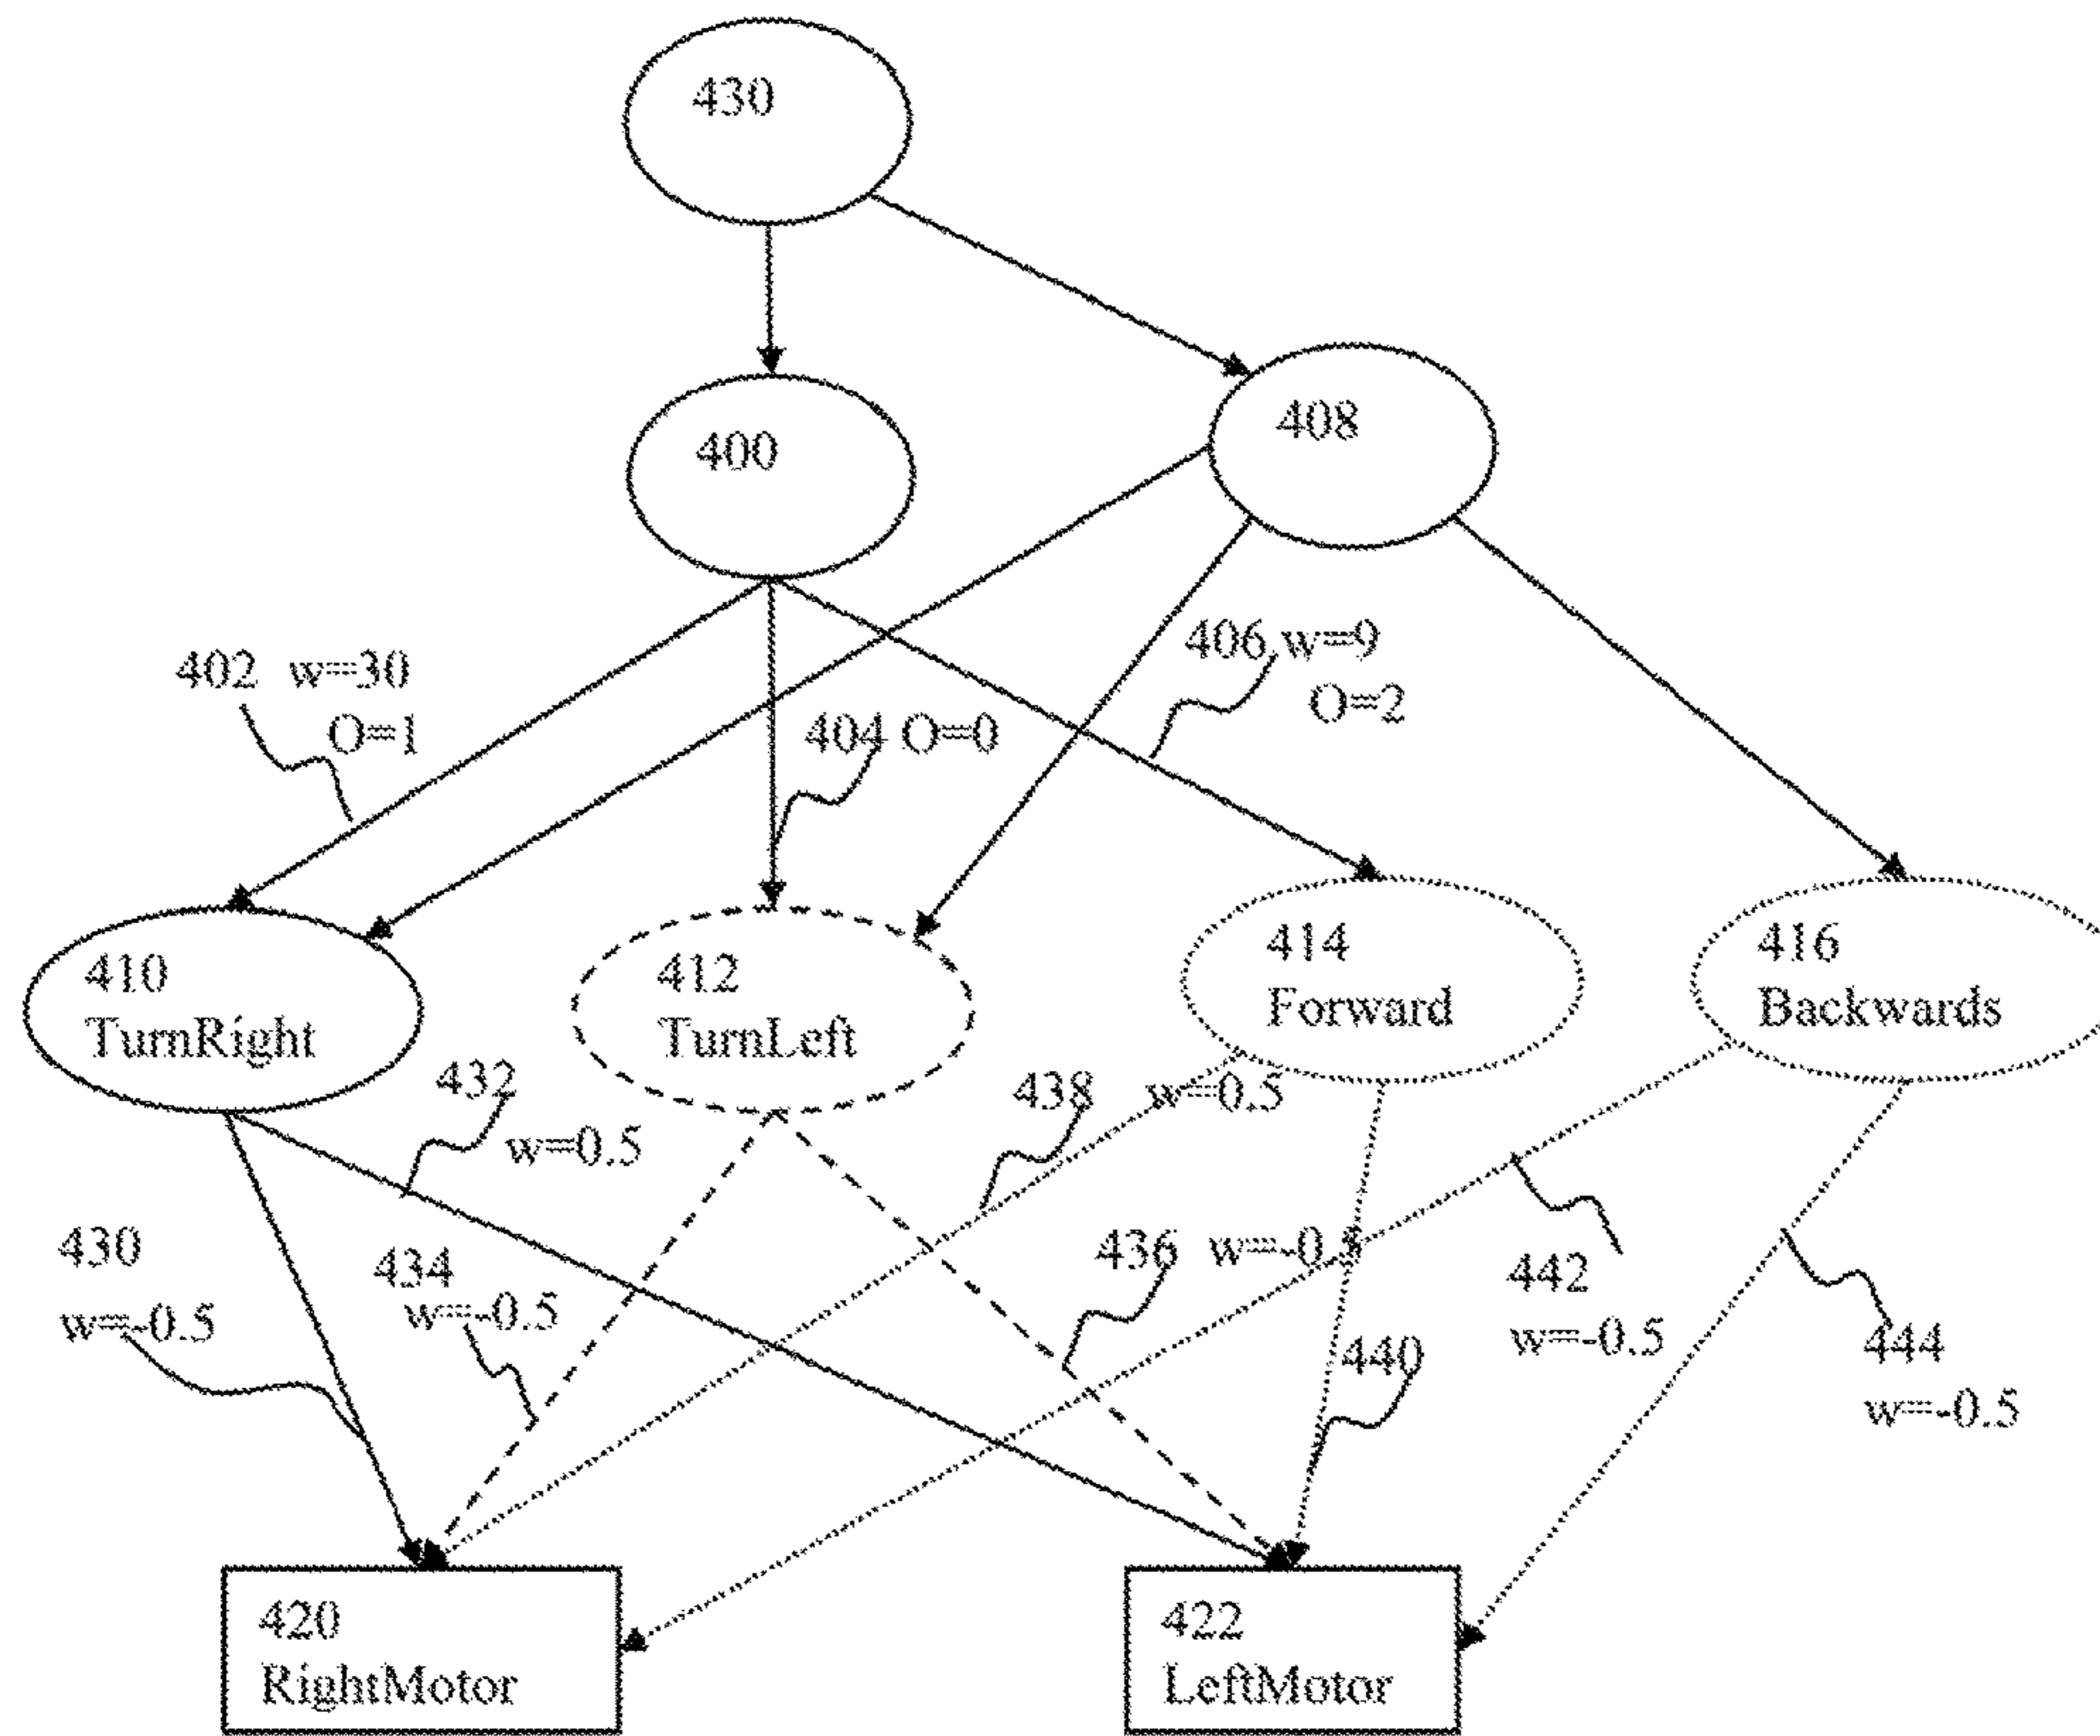 430
400
408
402 w=30
O=1
404 O=0
406 w=9
O=2
410
TurnRight
412
TurnLeft
414
Forward
416
Backwards
432
w=0.5
438 w=0.5
430
w=-0.5
434
w=-0.5
436 w=-0.5
440
442
w=-0.5
444
w=-0.5
420
RightMotor
422
LeftMotor